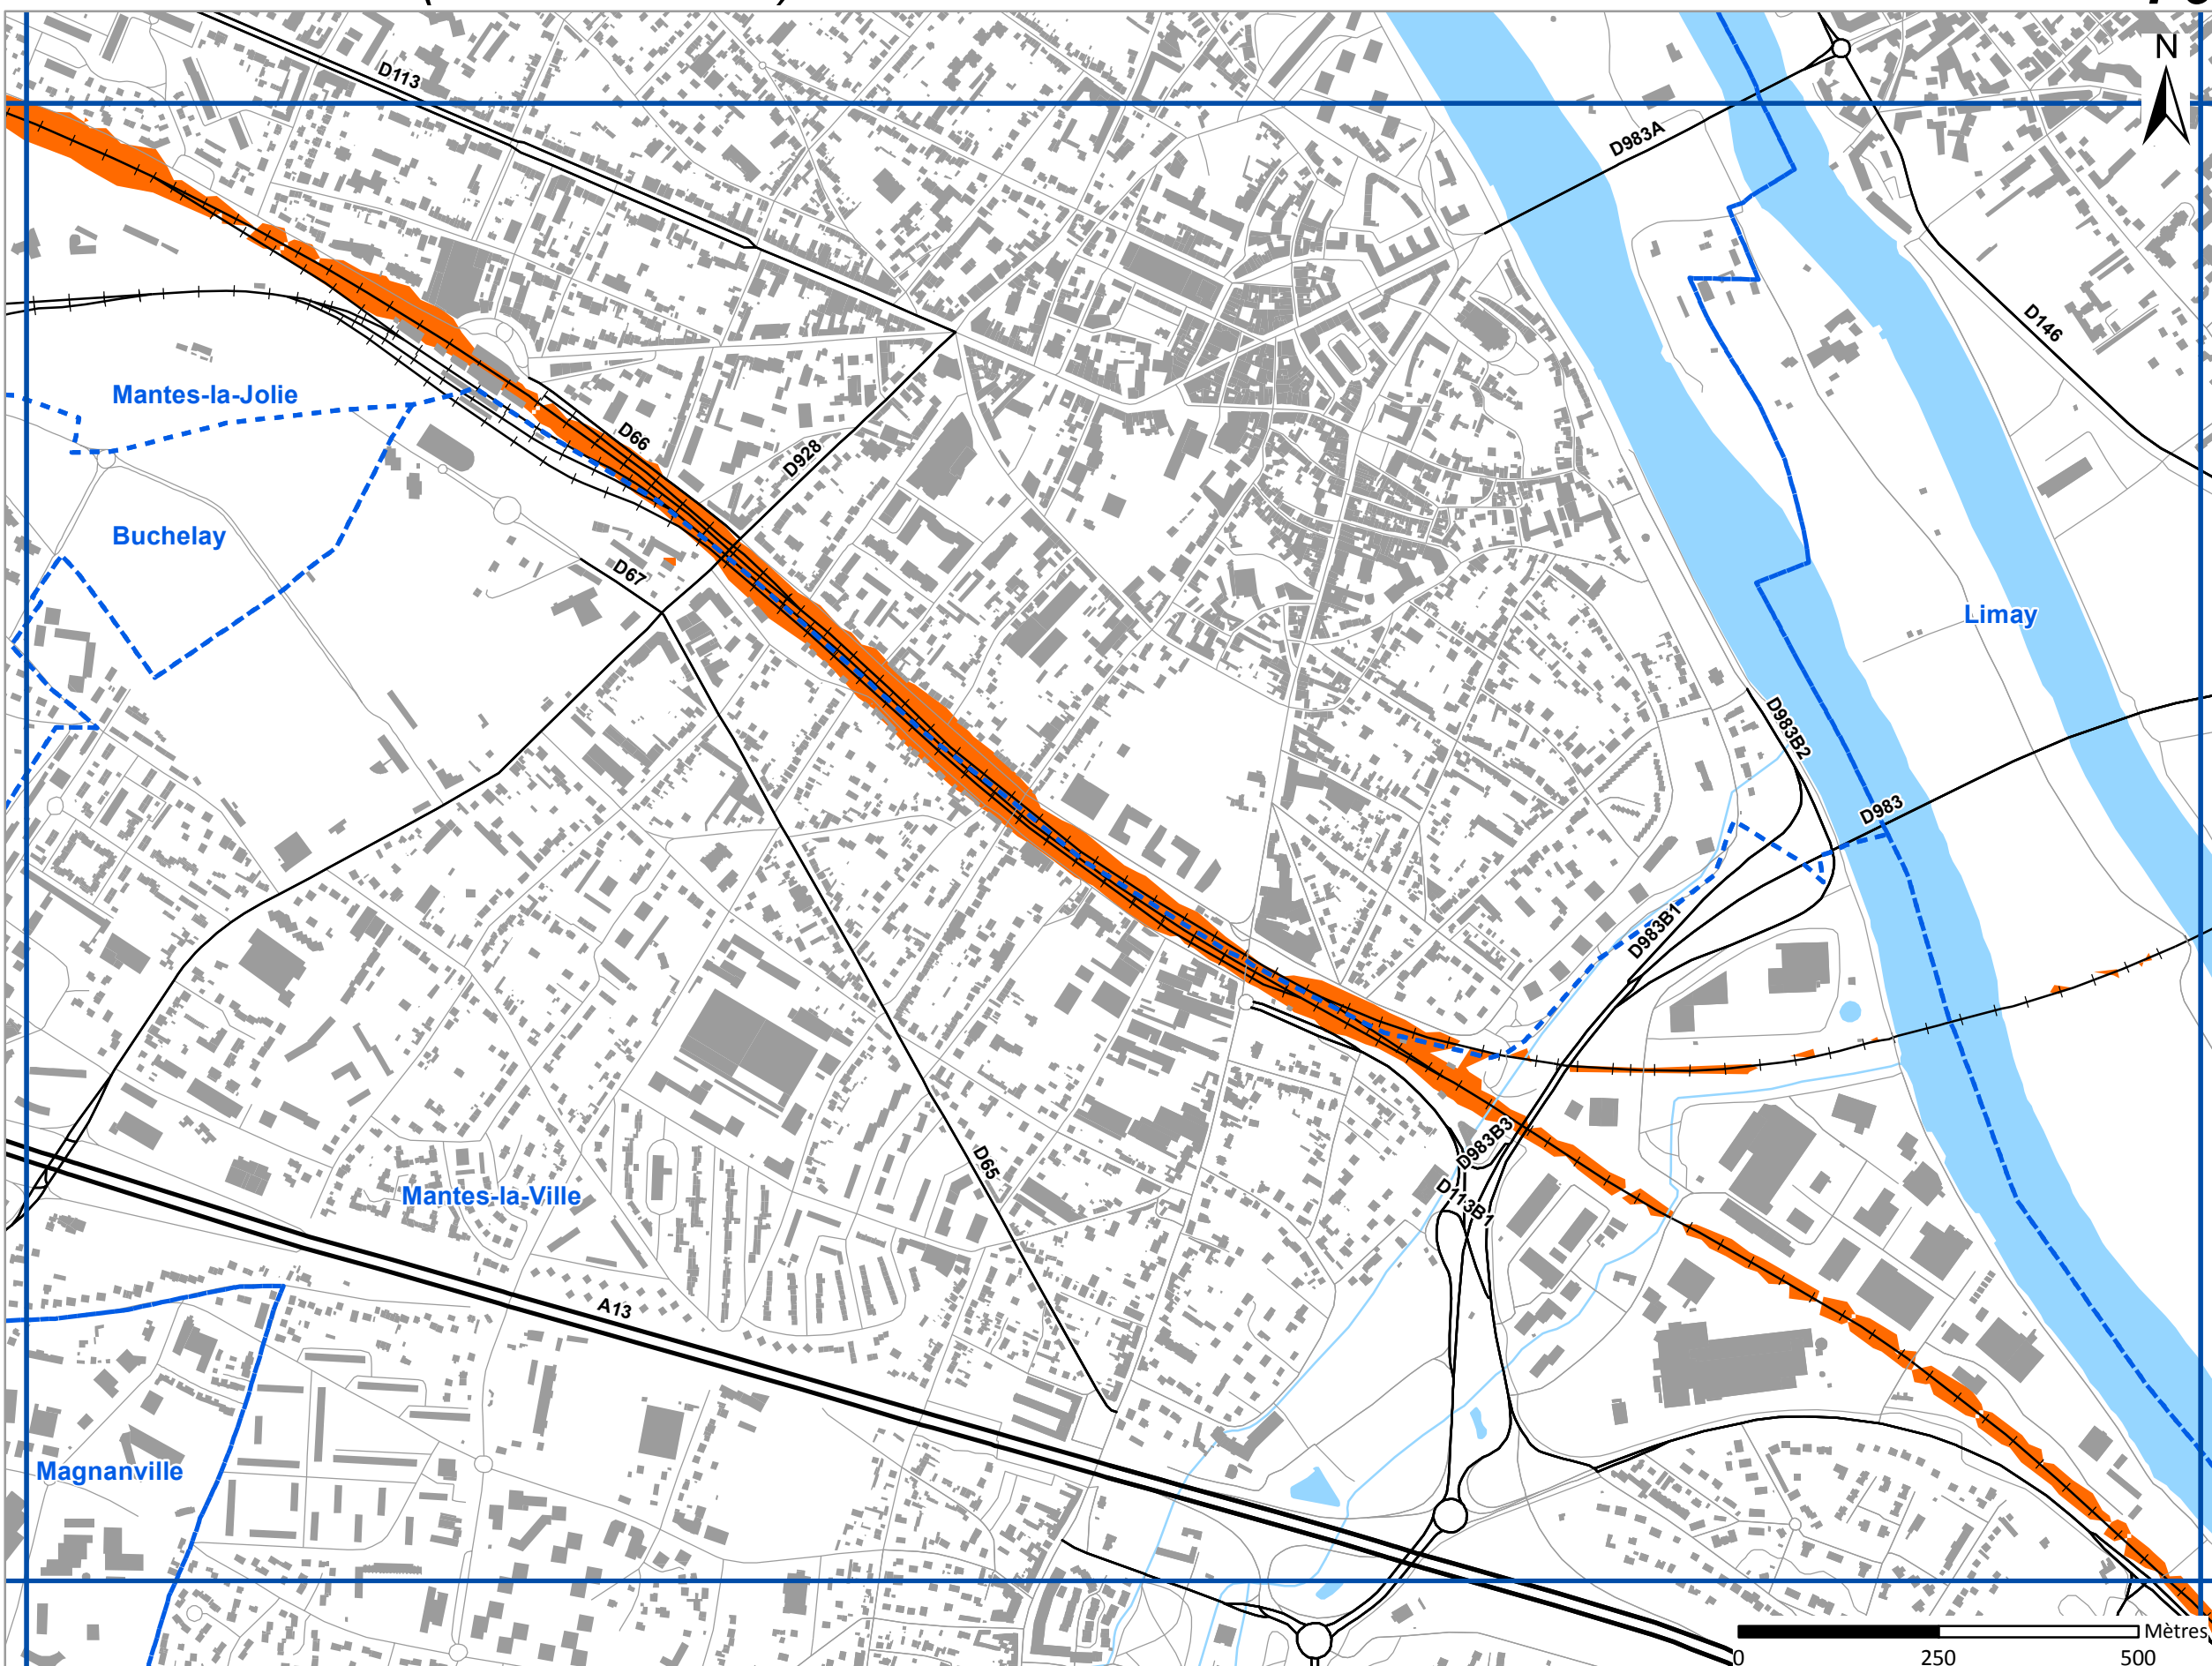 N
D113
D983A
D146
Mantes-la-Jolie
D66
D928
Buchelay
D67
Limay
D983B2
D983
D983B1
D983B3
D65
D113B1
Mantes-la-Ville
A13
Magnanville
Mètres
0 250 500